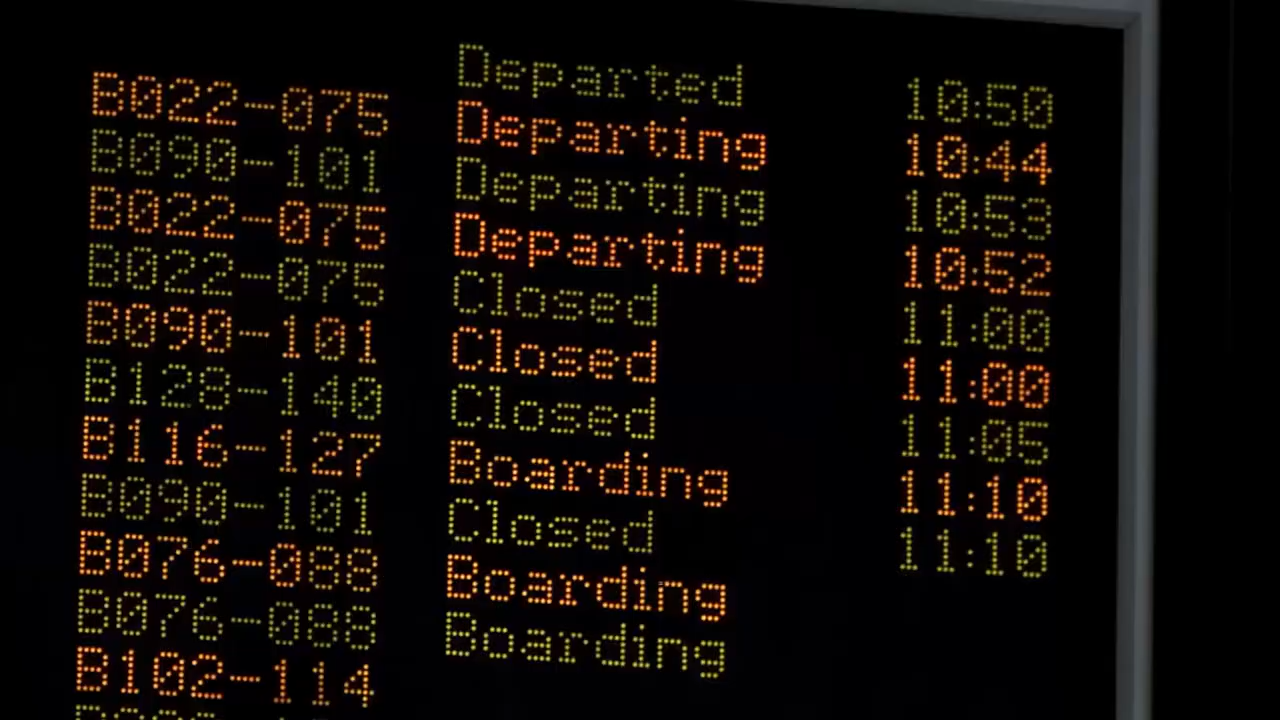 Departed 10:50
B022-075 Departing 10:44
B090-101 Departing 10:53
B022-075 Departing 10:52
B022-075 Closed 11:00
B090-101 Closed 11:00
B128-140 Closed 11:05
B116-127 Boarding 11:10
B090-101 Closed 11:10
B076-088 Boarding
B076-088 Boarding
B102-114